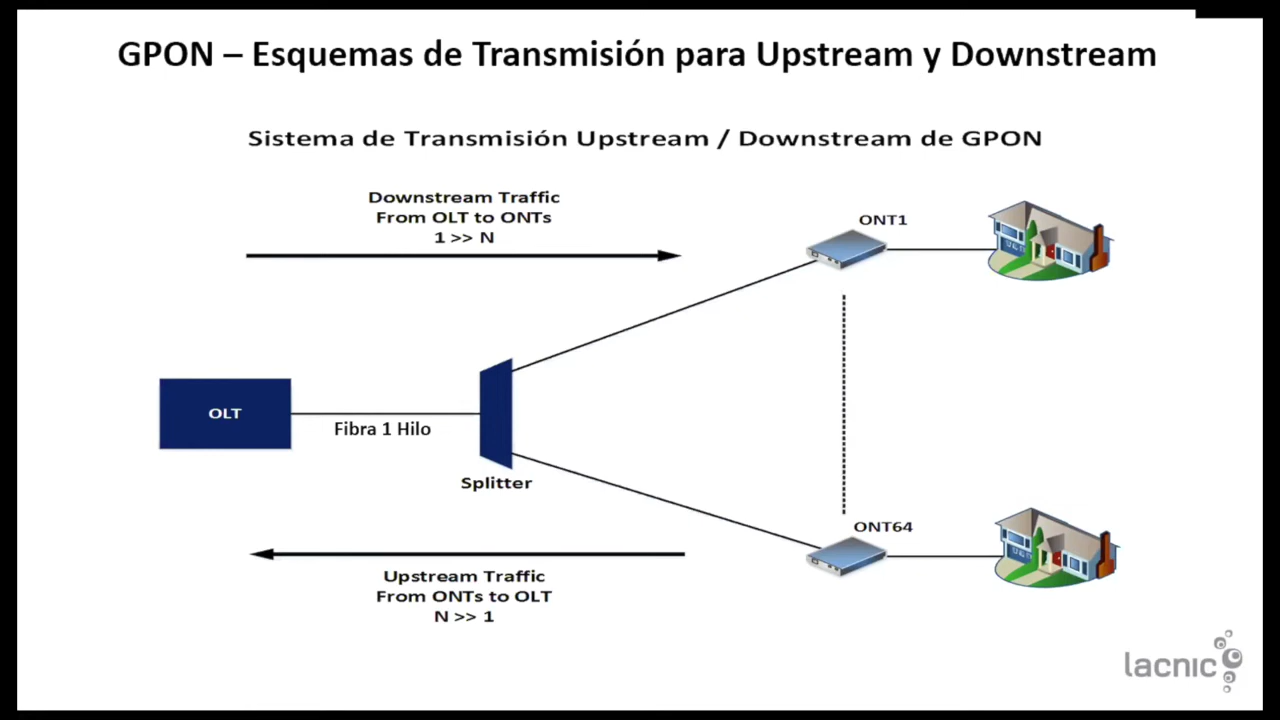 GPON – Esquemas de Transmisión para Upstream y Downstream
Sistema de Transmisión Upstream / Downstream de GPON
Downstream Traffic
From OLT to ONTs
1 >> N
ONT1
OLT
Fibra 1 Hilo
Splitter
ONT64
Upstream Traffic
From ONTs to OLT
N >> 1
lacnic